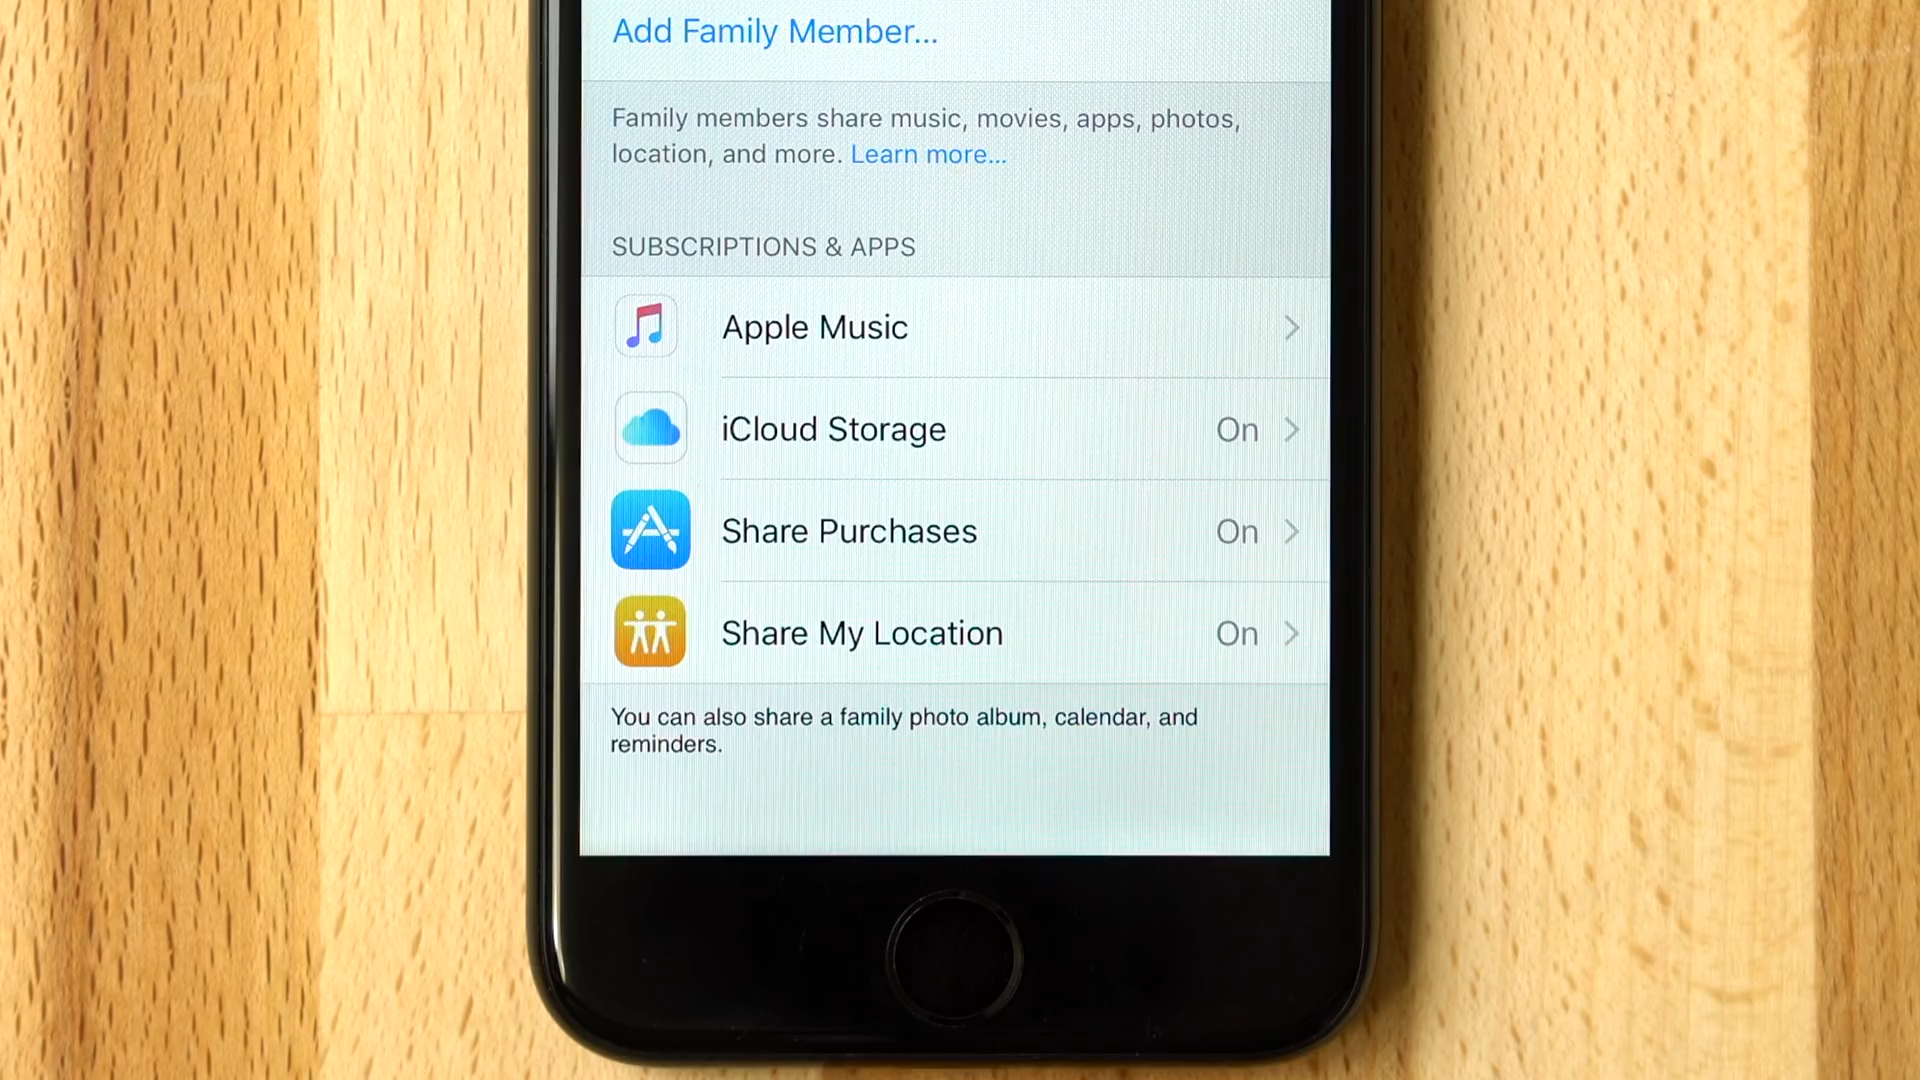 Add Family Member...
Family members share music, movies, apps, photos,
location, and more. Learn more...
SUBSCRIPTIONS & APPS
Apple Music
iCloud Storage On
Share Purchases On
Share My Location On
You can also share a family photo album, calendar, and
reminders.